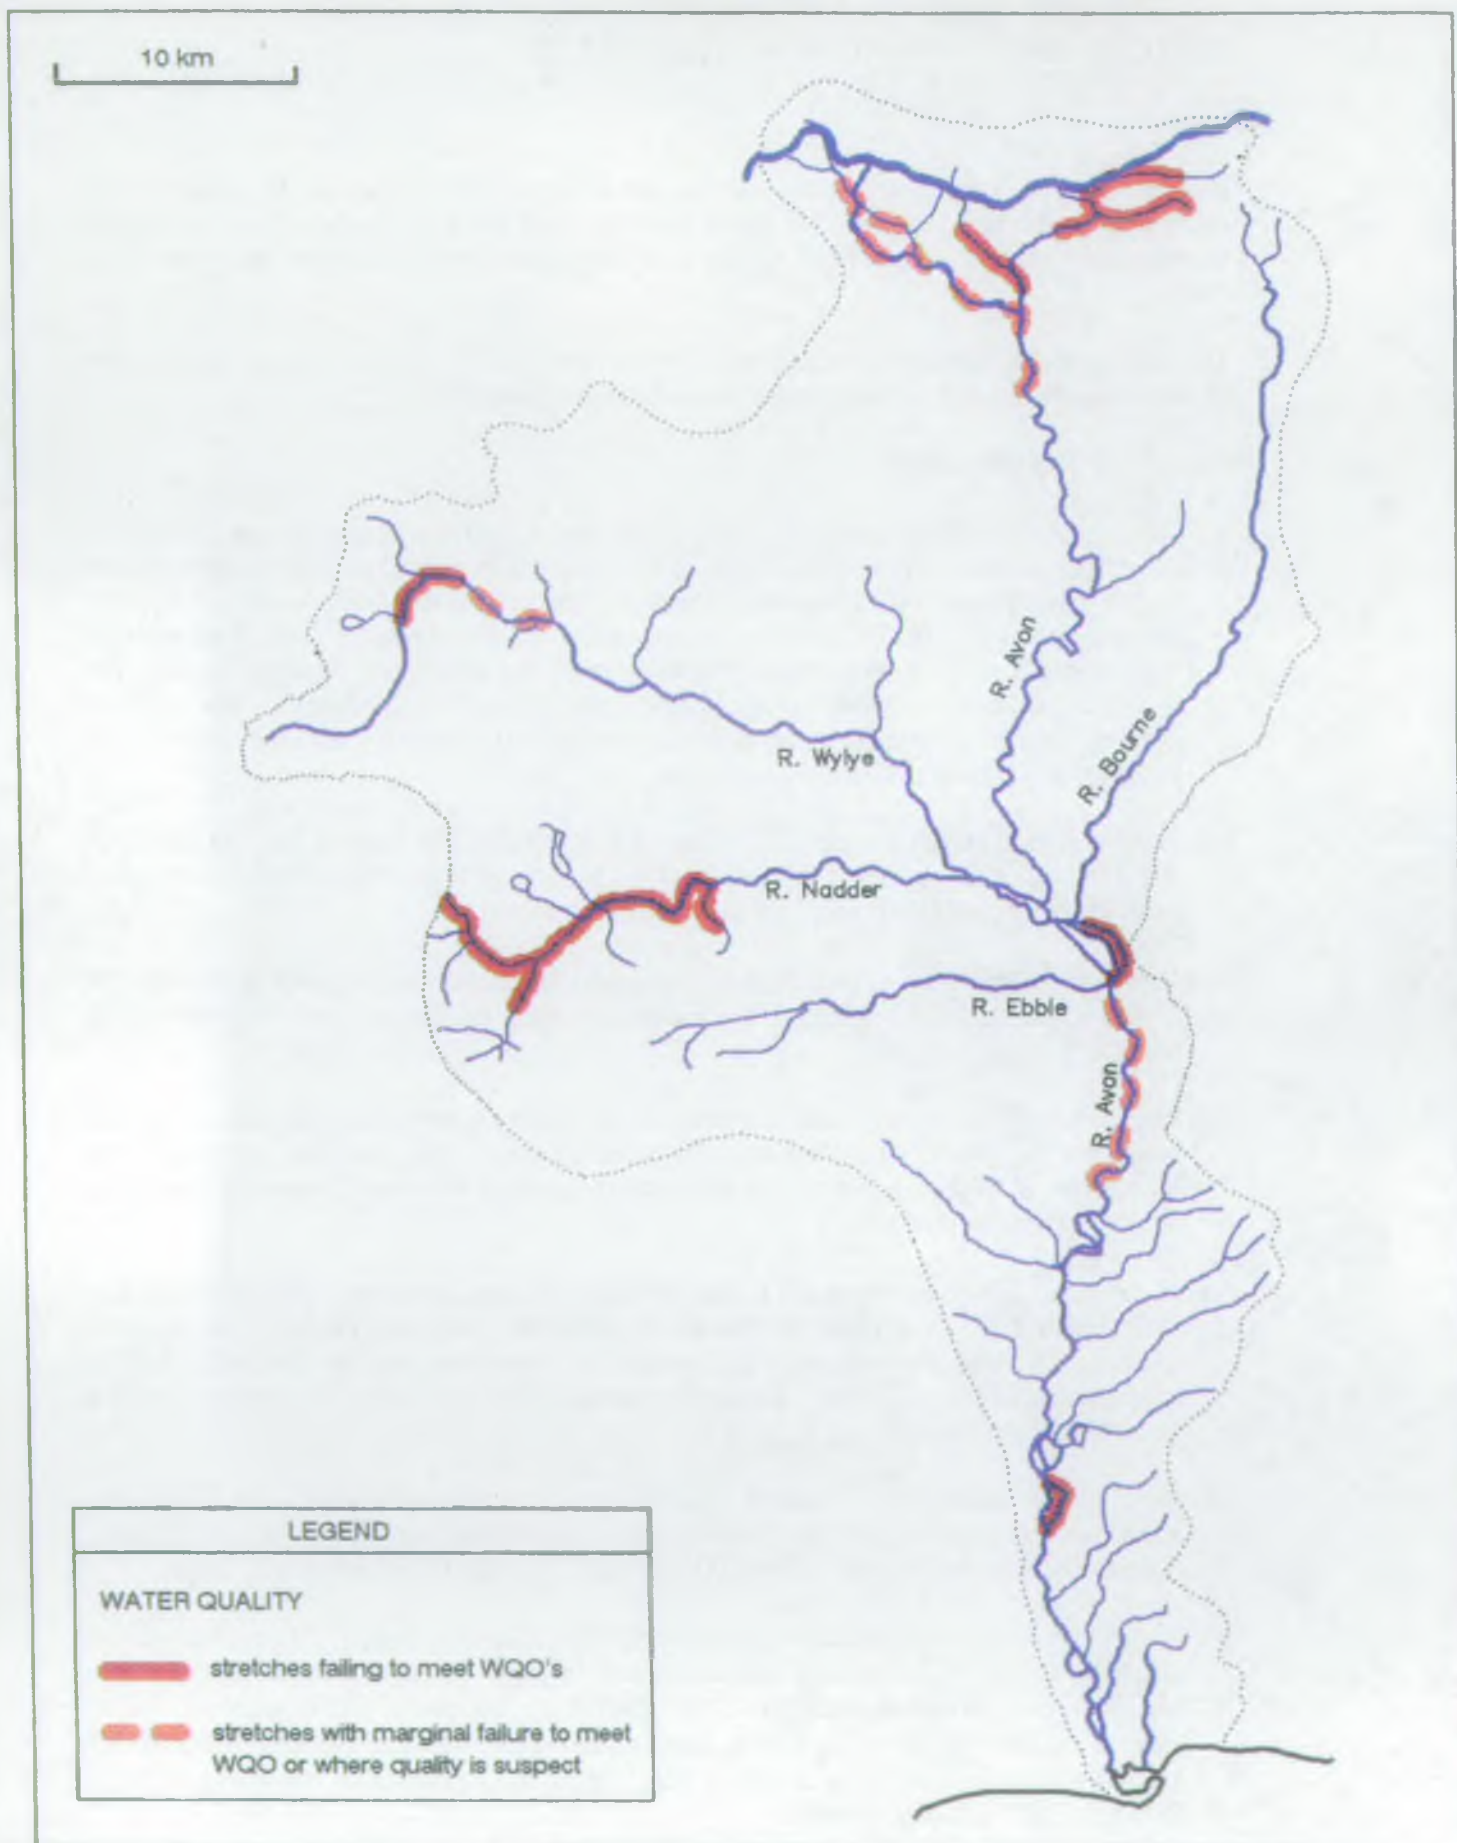 10 km
R. Avon
R. Bourne
R. Wylye
R. Nadder
R. Ebble
R. Avon
LEGEND
WATER QUALITY
stretches failing to meet WQO's
stretches with marginal failure to meet
WQO or where quality is suspect